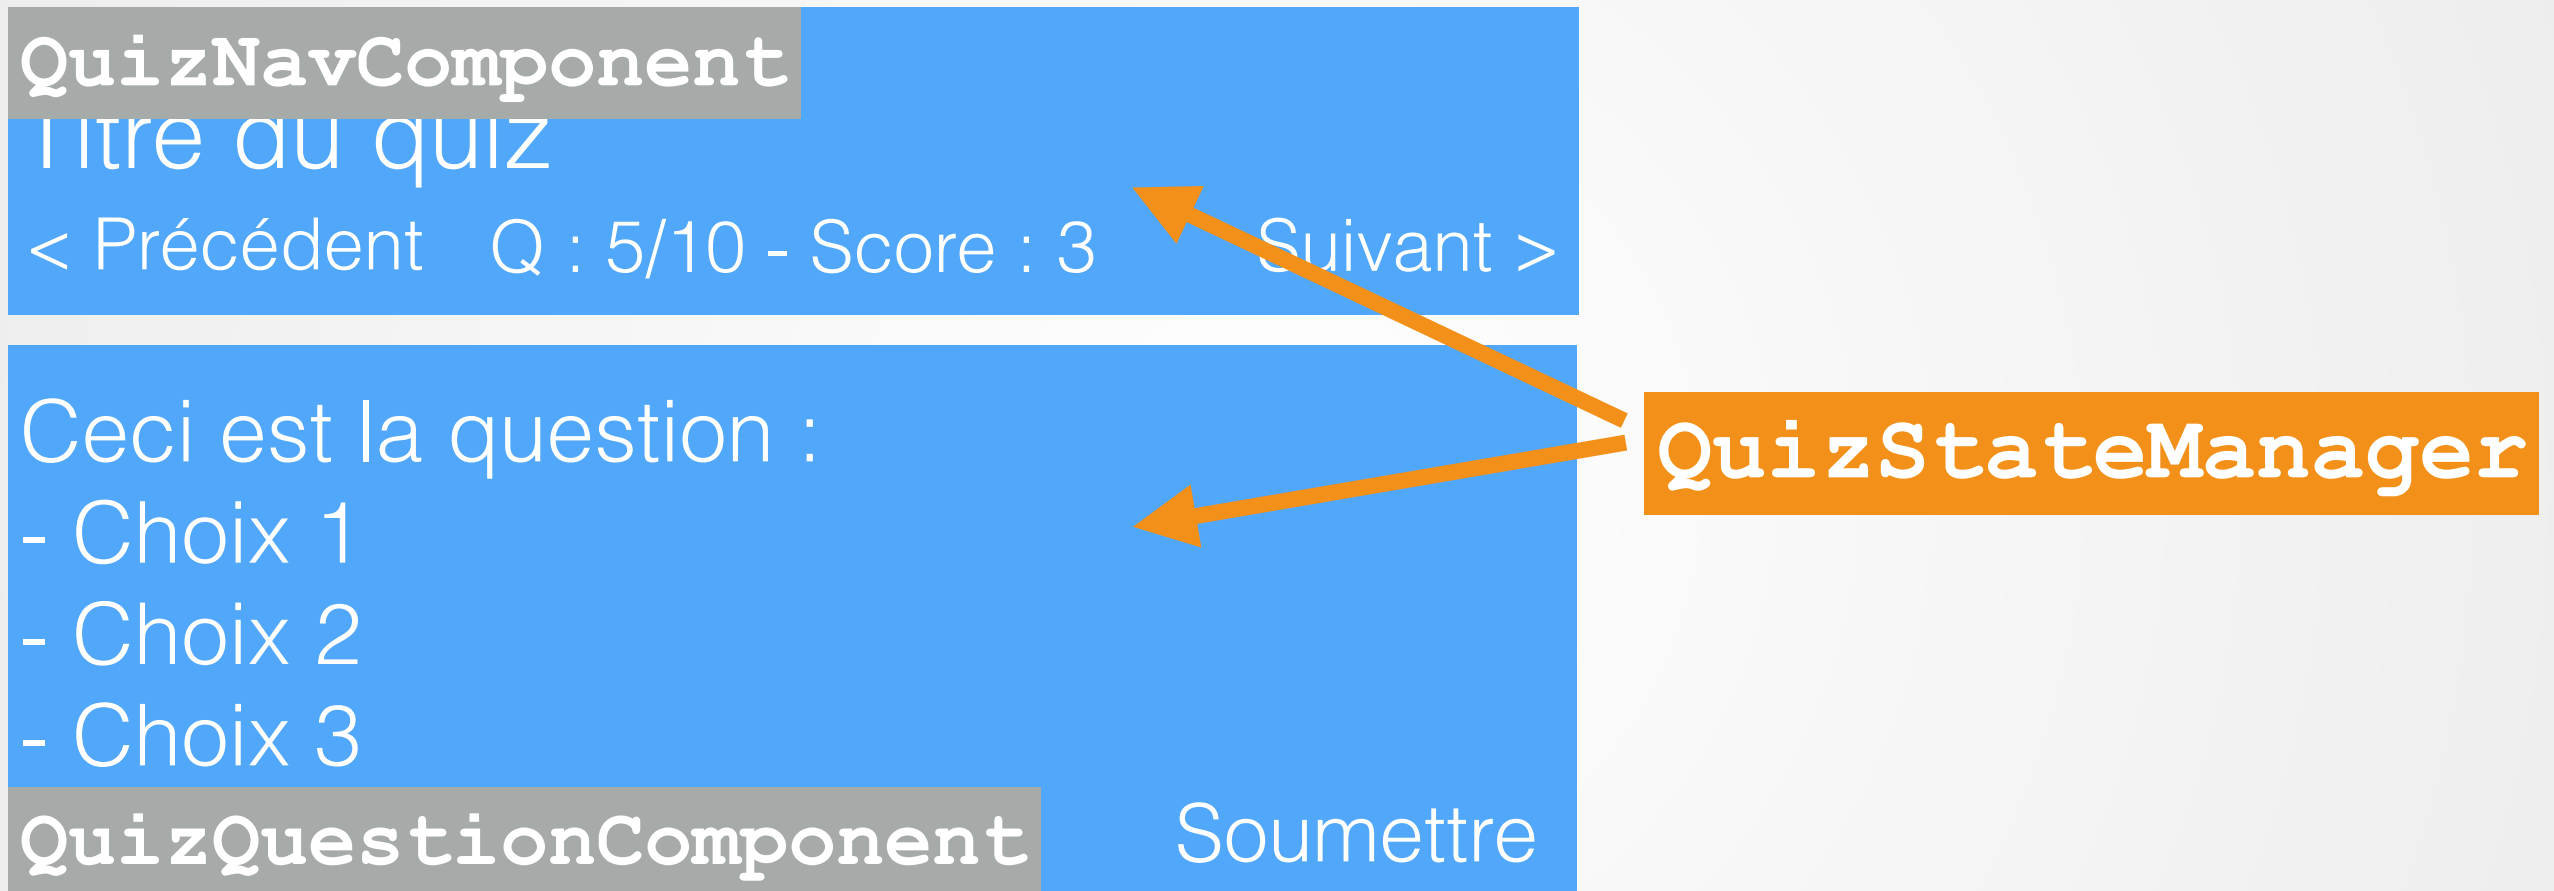 QuizNavComponent
Titre du quiz
< Précédent Q : 5/10 - Score : 3 Suivant >
Ceci est la question :
- Choix 1
- Choix 2
- Choix 3
QuizQuestionComponent Soumettre
QuizStateManager